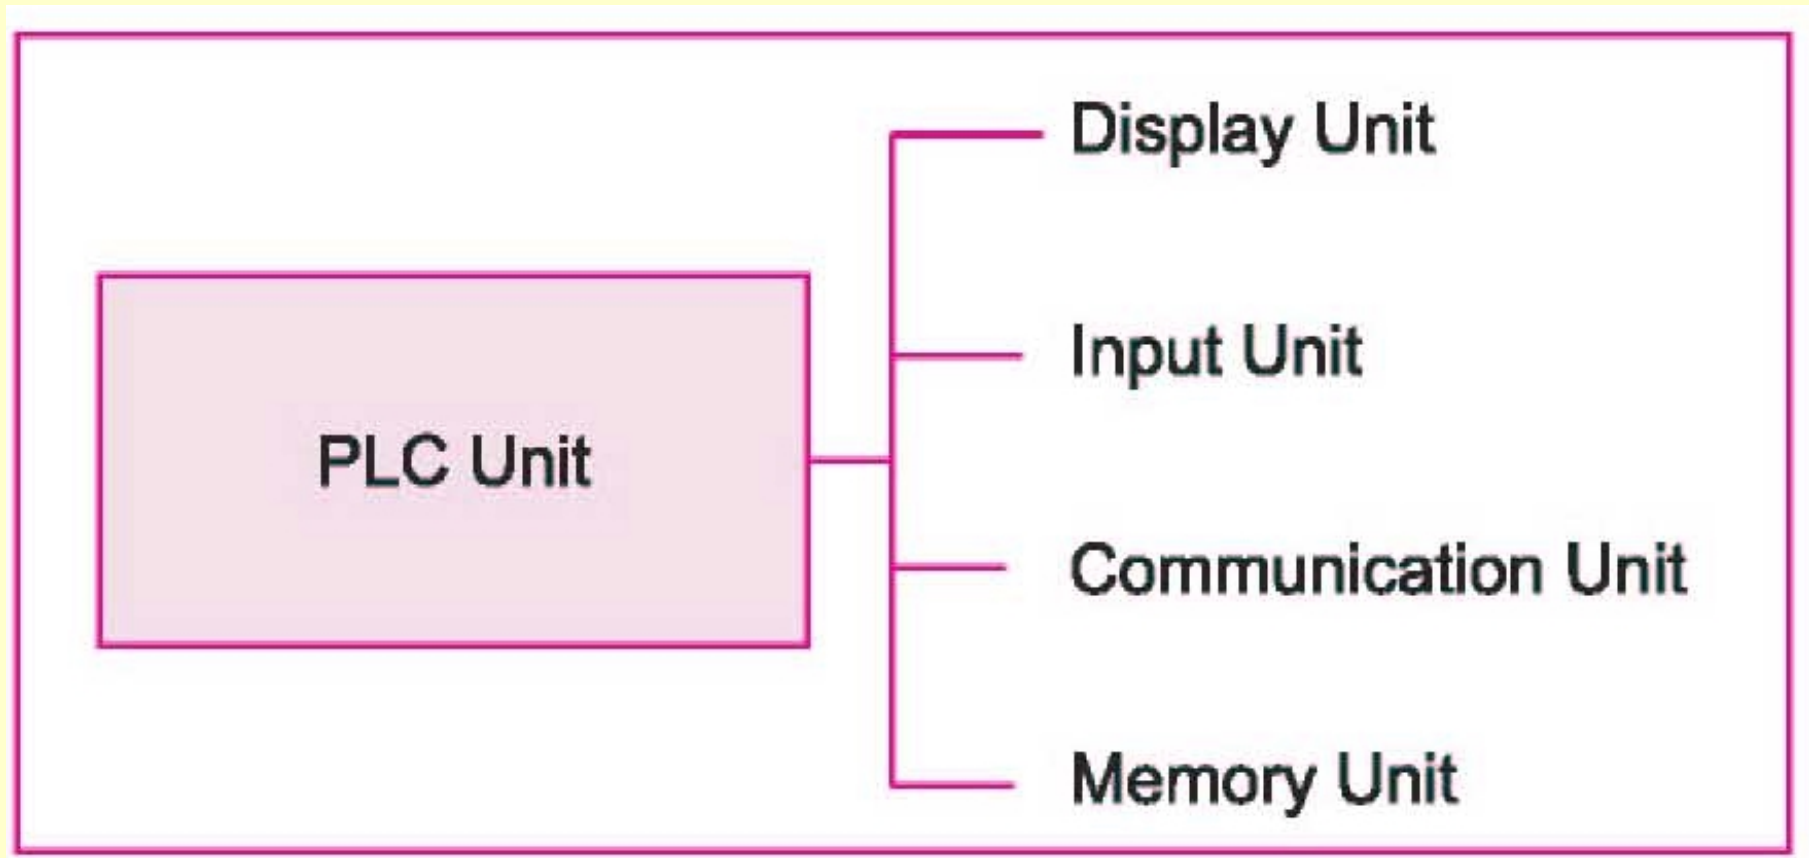 Display Unit
Input Unit
PLC Unit
Communication Unit
Memory Unit